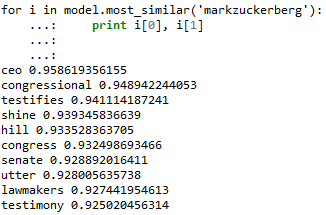 for i in model.most_similar('markzuckerberg'):
...: print i[0], i[1]
...:
...:
ceo 0.958619356155
congressional 0.948942244053
testifies 0.941114187241
shine 0.939345836639
hill 0.933528363705
congress 0.932498693466
senate 0.928892016411
utter 0.928005635738
lawmakers 0.927441954613
testimony 0.925020456314